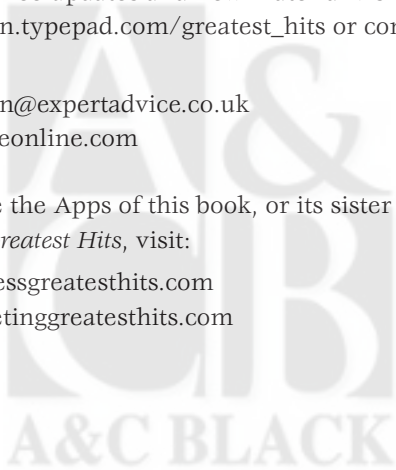 n.typepad.com/greatest_hits or con
n@expertadvice.co.uk
eonline.com
e the Apps of this book, or its sister
reatest Hits, visit:
essgreatesthits.com
etinggreatesthits.com
A&
CB
A&C BLACK